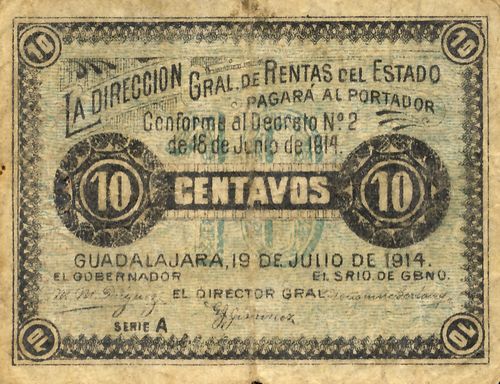 10 10
LA DIRECCION GRAL. DE RENTAS DEL ESTADO
PAGARÁ AL PORTADOR
Conforme al Decreto Nº 2
de 16 de Junio de 1914.
10 CENTAVOS 10
GUADALAJARA, 19 DE JULIO DE 1914.
EL GOBERNADOR EL SRIO. DE GBNO.
EL DIRECTOR GRAL.
SERIE A
10 10